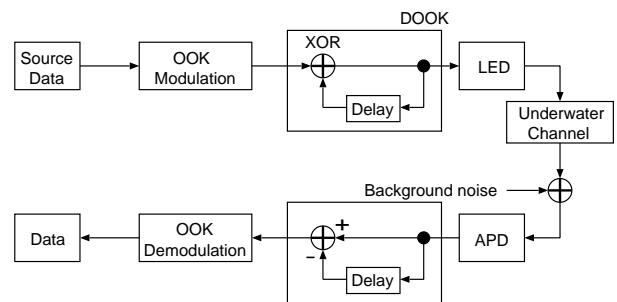 DOOK
XOR
Source
Data
OOK
Modulation
Delay
LED
Underwater
Channel
Background noise
Data
OOK
Demodulation
+
-
Delay
APD